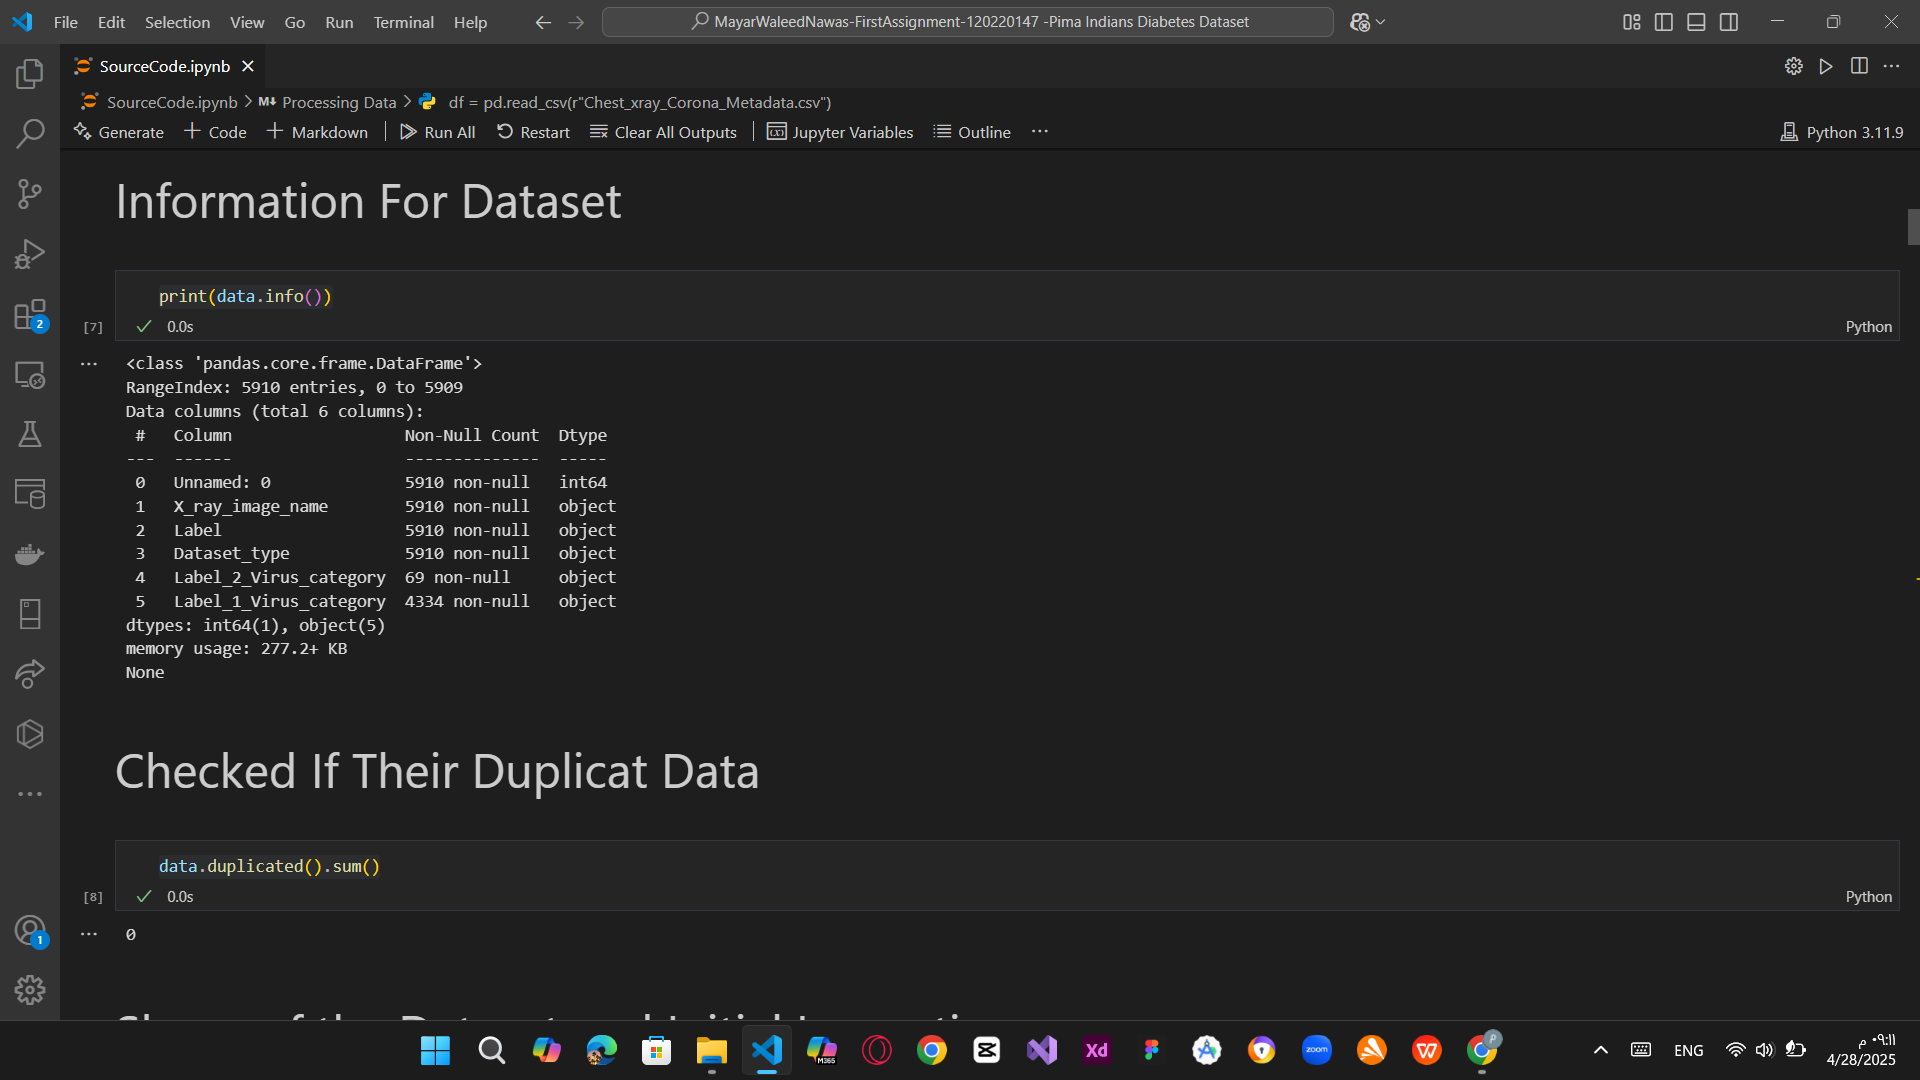 File Edit Selection View Go Run Terminal Help
MayarWaleedNawas-FirstAssignment-120220147 -Pima Indians Diabetes Dataset
SourceCode.ipynb
SourceCode.ipynb > M↓ Processing Data > df = pd.read_csv(r"Chest_xray_Corona_Metadata.csv")
Generate + Code + Markdown Run All Restart Clear All Outputs Jupyter Variables Outline ... Python 3.11.9
Information For Dataset
print(data.info())
[7] 0.0s Python
... <class 'pandas.core.frame.DataFrame'>
RangeIndex: 5910 entries, 0 to 5909
Data columns (total 6 columns):
# Column Non-Null Count Dtype
--- ------ -------------- -----
0 Unnamed: 0 5910 non-null int64
1 X_ray_image_name 5910 non-null object
2 Label 5910 non-null object
3 Dataset_type 5910 non-null object
4 Label_2_Virus_category 69 non-null object
5 Label_1_Virus_category 4334 non-null object
dtypes: int64(1), object(5)
memory usage: 277.2+ KB
None
Checked If Their Duplicat Data
data.duplicated().sum()
[8] 0.0s Python
... 0
2
1
M365
Xd
zoom
P
ENG
٠٩:١١ م
4/28/2025